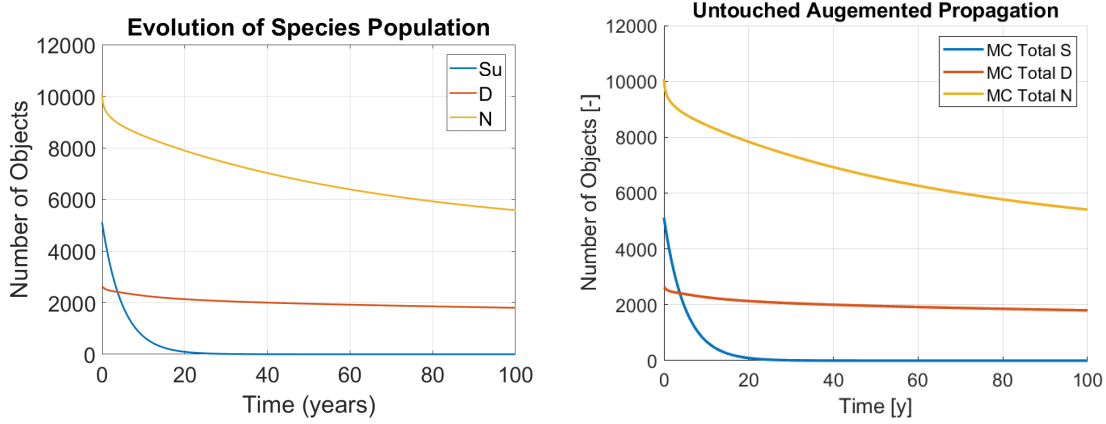 Evolution of Species Population
12000
10000
8000
6000
4000
2000
0
Number of Objects
Su
D
N
0 20 40 60 80 100
Time (years)
Untouched Augemented Propagation
12000
10000
8000
6000
4000
2000
0
Number of Objects [-]
MC Total S
MC Total D
MC Total N
0 20 40 60 80 100
Time [y]